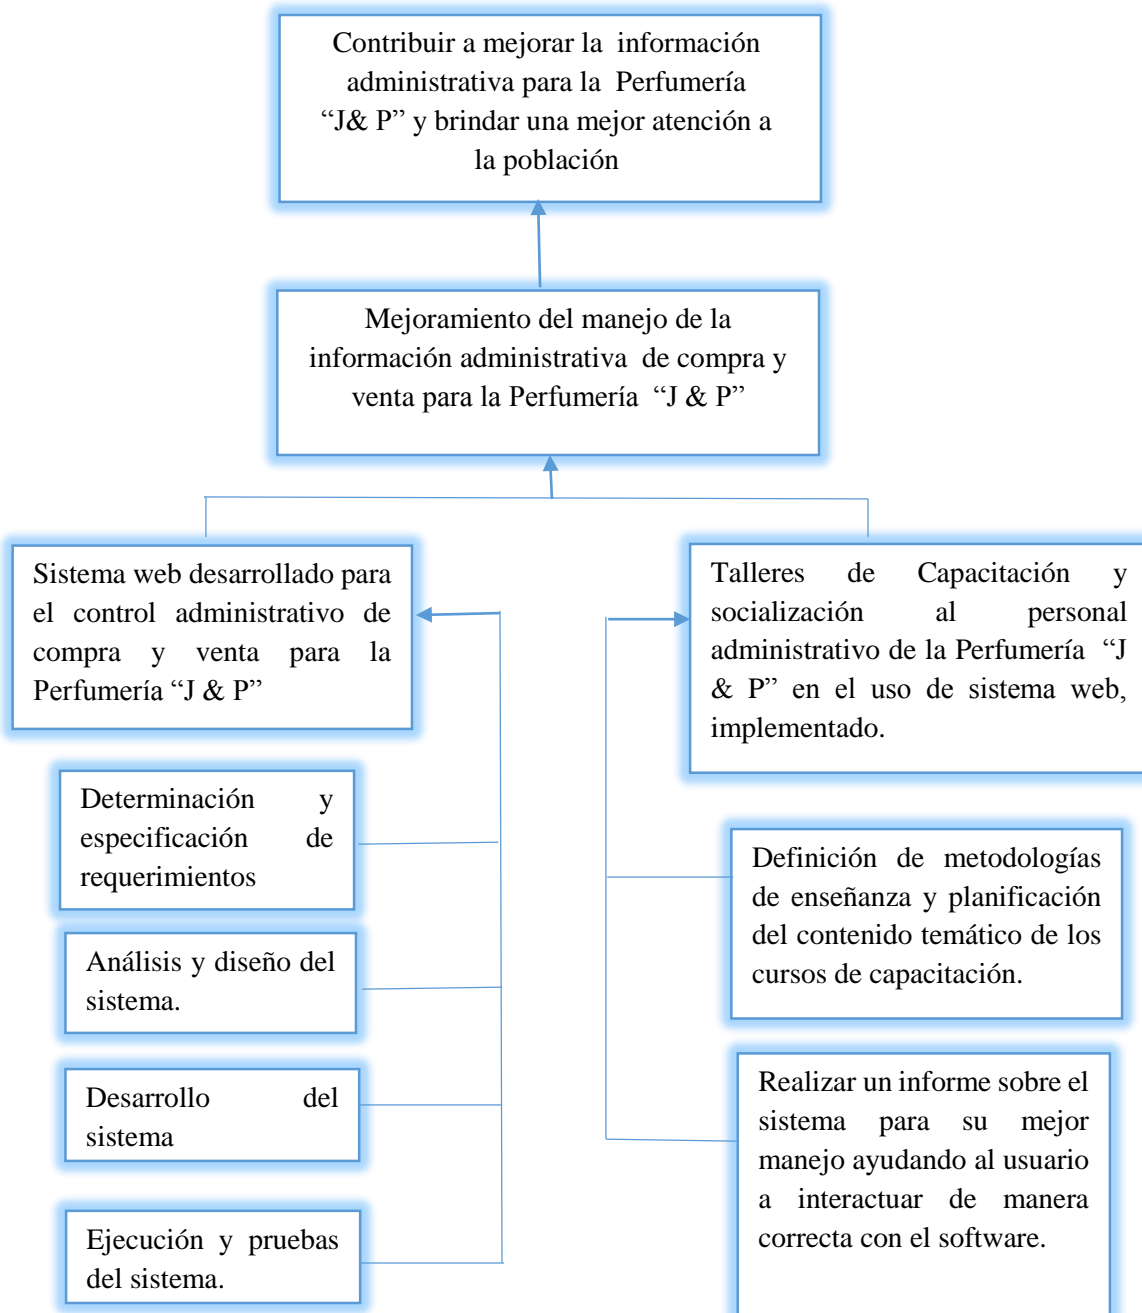 Contribuir a mejorar la información
administrativa para la Perfumería
“J& P” y brindar una mejor atención a
la población
Mejoramiento del manejo de la
información administrativa de compra y
venta para la Perfumería “J & P”
Sistema web desarrollado para
el control administrativo de
compra y venta para la
Perfumería “J & P”
Talleres de Capacitación y
socialización al personal
administrativo de la Perfumería “J
& P” en el uso de sistema web,
implementado.
Determinación y
especificación de
requerimientos
Análisis y diseño del
sistema.
Desarrollo del
sistema
Ejecución y pruebas
del sistema.
Definición de metodologías
de enseñanza y planificación
del contenido temático de los
cursos de capacitación.
Realizar un informe sobre el
sistema para su mejor
manejo ayudando al usuario
a interactuar de manera
correcta con el software.